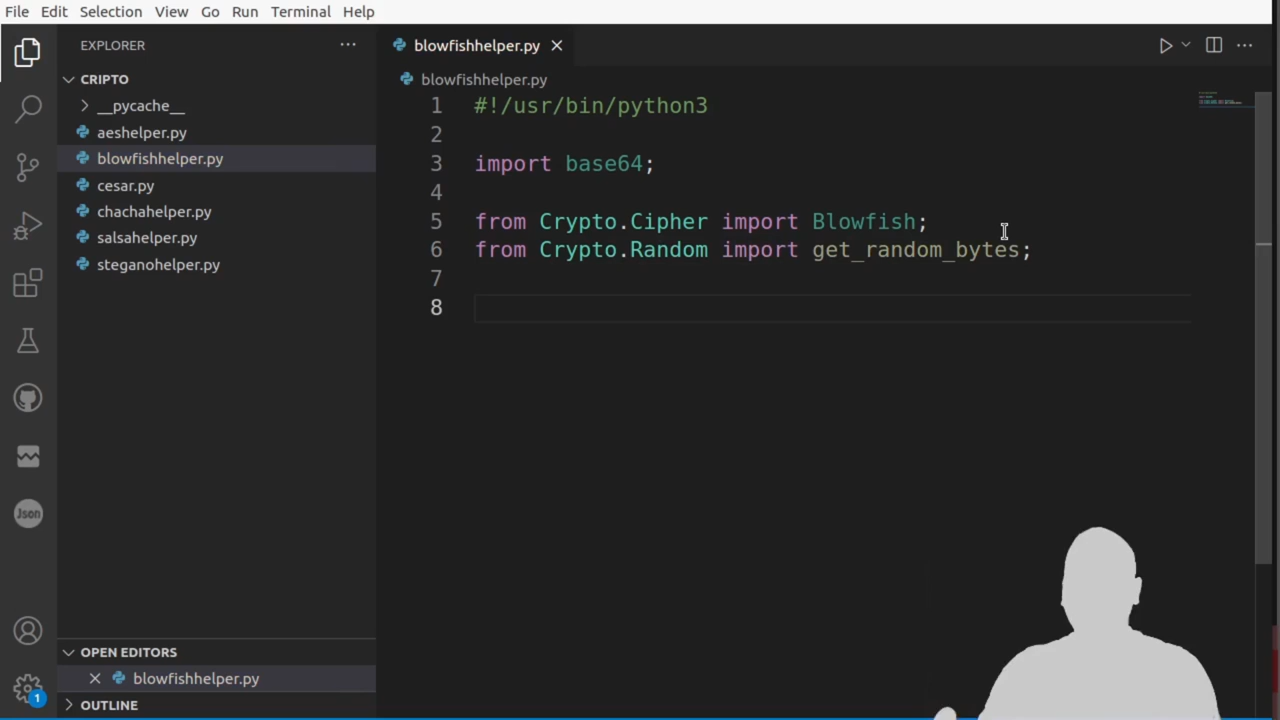 File Edit Selection View Go Run Terminal Help
EXPLORER
CRIPTO
__pycache__
aeshelper.py
blowfishhelper.py
cesar.py
chachahelper.py
salsahelper.py
steganohelper.py
OPEN EDITORS
blowfishhelper.py
OUTLINE
Json
1
blowfishhelper.py
blowfishhelper.py
1 #!/usr/bin/python3
2
3 import base64;
4
5 from Crypto.Cipher import Blowfish;
6 from Crypto.Random import get_random_bytes;
7
8